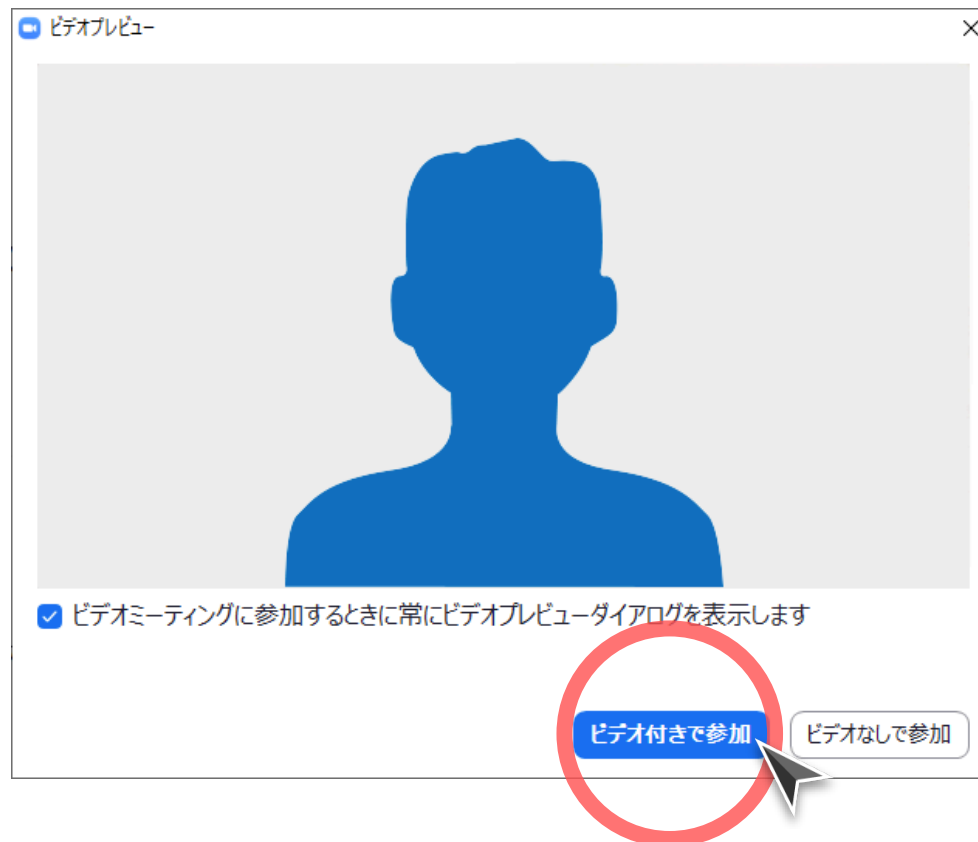 ビデオプレビュー
ビデオミーティングに参加するときに常にビデオプレビューダイアログを表示します
ビデオ付きで参加
ビデオなしで参加